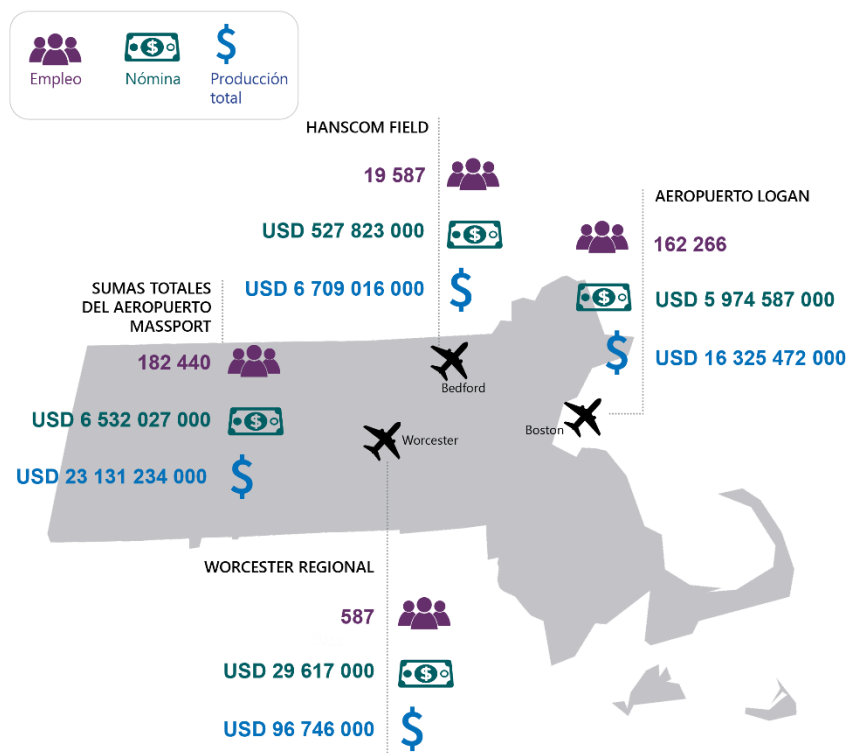 Empleo
Nómina
Producción
total
HANSCOM FIELD
19 587
USD 527 823 000
USD 6 709 016 000
AEROPUERTO LOGAN
162 266
USD 5 974 587 000
USD 16 325 472 000
SUMAS TOTALES
DEL AEROPUERTO
MASSPORT
182 440
USD 6 532 027 000
USD 23 131 234 000
Bedford
Worcester
Boston
WORCESTER REGIONAL
587
USD 29 617 000
USD 96 746 000